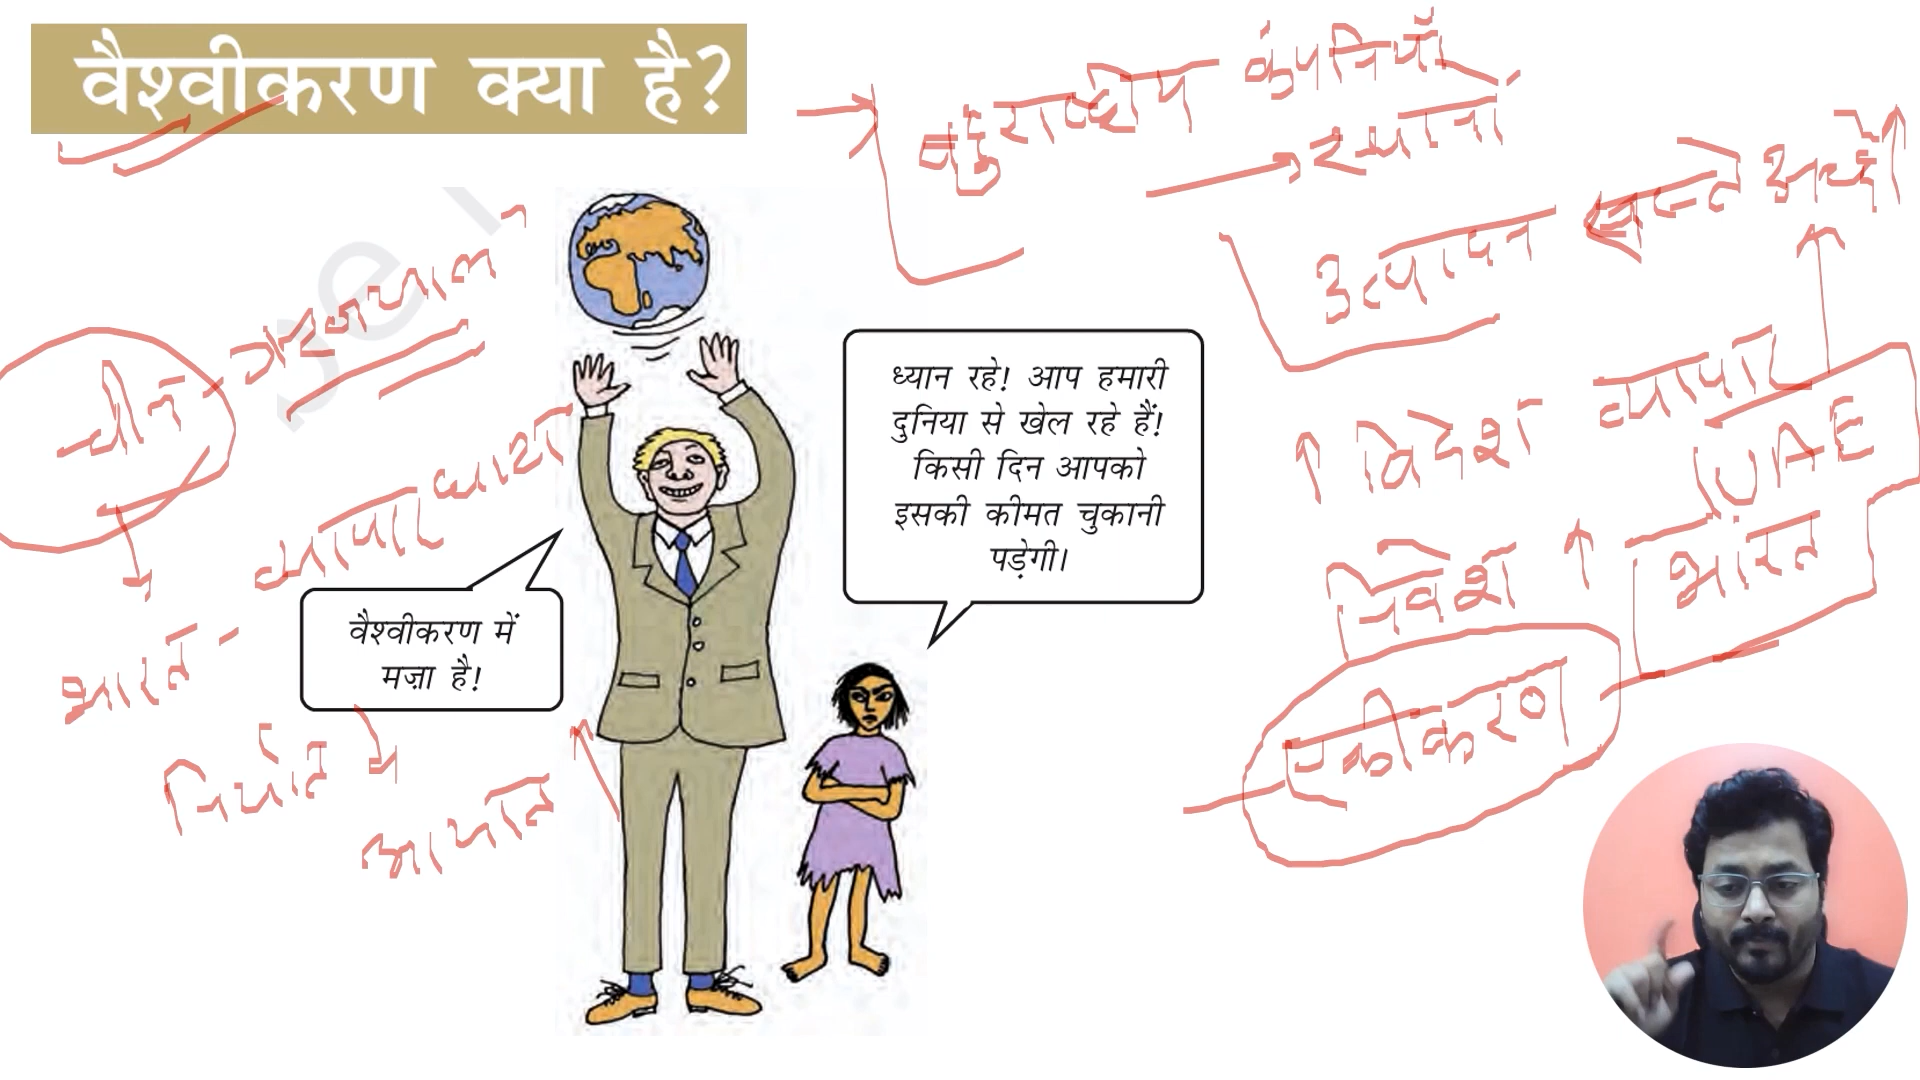 वैश्वीकरण क्या है?
बहुराष्ट्रीय कंपनियाँ
स्थानों
सस्ते
उत्पादन
चीन
व्यापार घाटा
भारत -
निर्यात में
आयात
वैश्वीकरण में
मज़ा है!
ध्यान रहे! आप हमारी
दुनिया से खेल रहे हैं!
किसी दिन आपको
इसकी कीमत चुकानी
पड़ेगी।
विदेश व्यापार
UAE
निवेश
भारत
एकीकरण